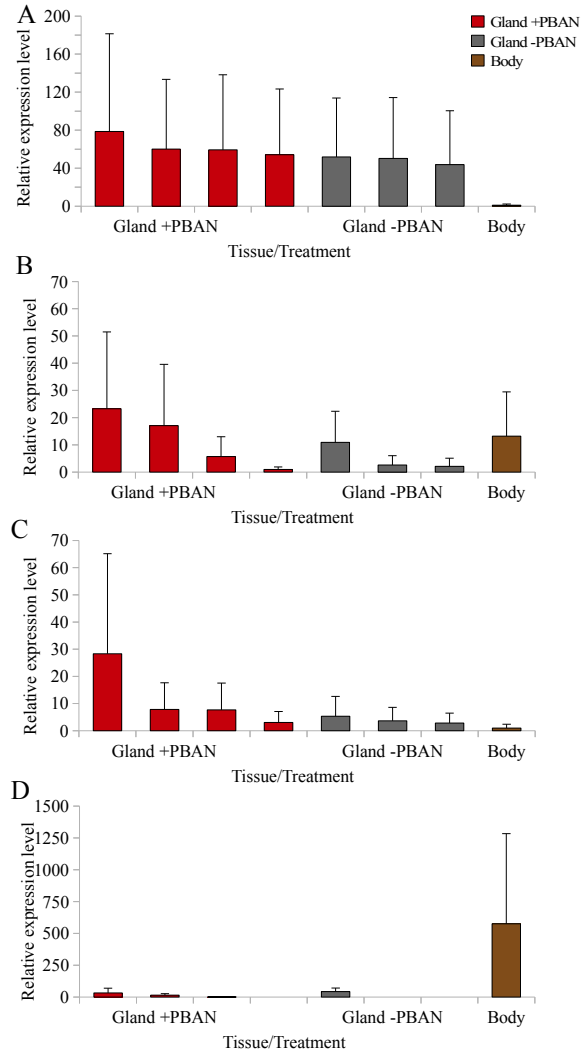 A
Gland +PBAN
Gland -PBAN
Body
Relative expression level
200
160
120
80
40
0
Gland +PBAN Gland -PBAN Body
Tissue/Treatment
B
Relative expression level
70
60
50
40
30
20
10
0
Gland +PBAN Gland -PBAN Body
Tissue/Treatment
C
Relative expression level
70
60
50
40
30
20
10
0
Gland +PBAN Gland -PBAN Body
Tissue/Treatment
D
Relative expression level
1500
1250
1000
750
500
250
0
Gland +PBAN Gland -PBAN Body
Tissue/Treatment